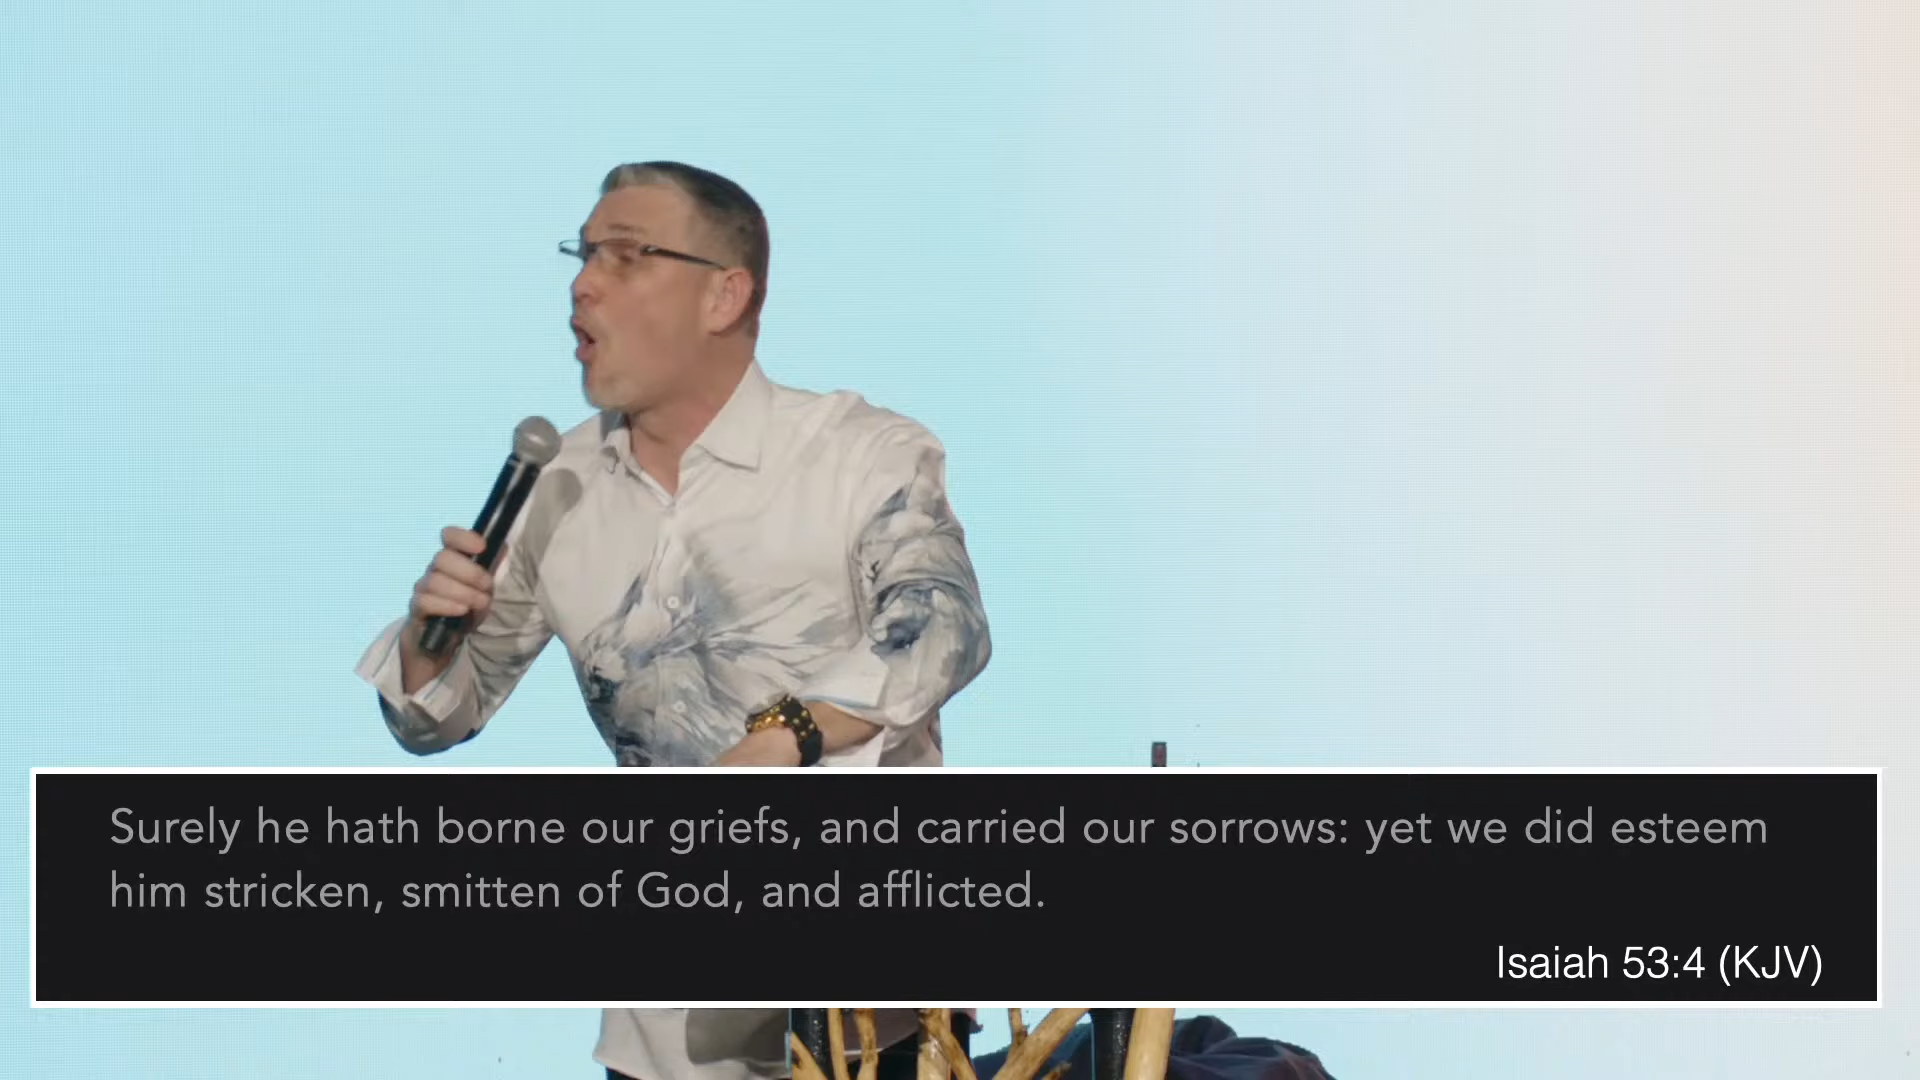 Surely he hath borne our griefs, and carried our sorrows: yet we did esteem
him stricken, smitten of God, and afflicted.
Isaiah 53:4 (KJV)